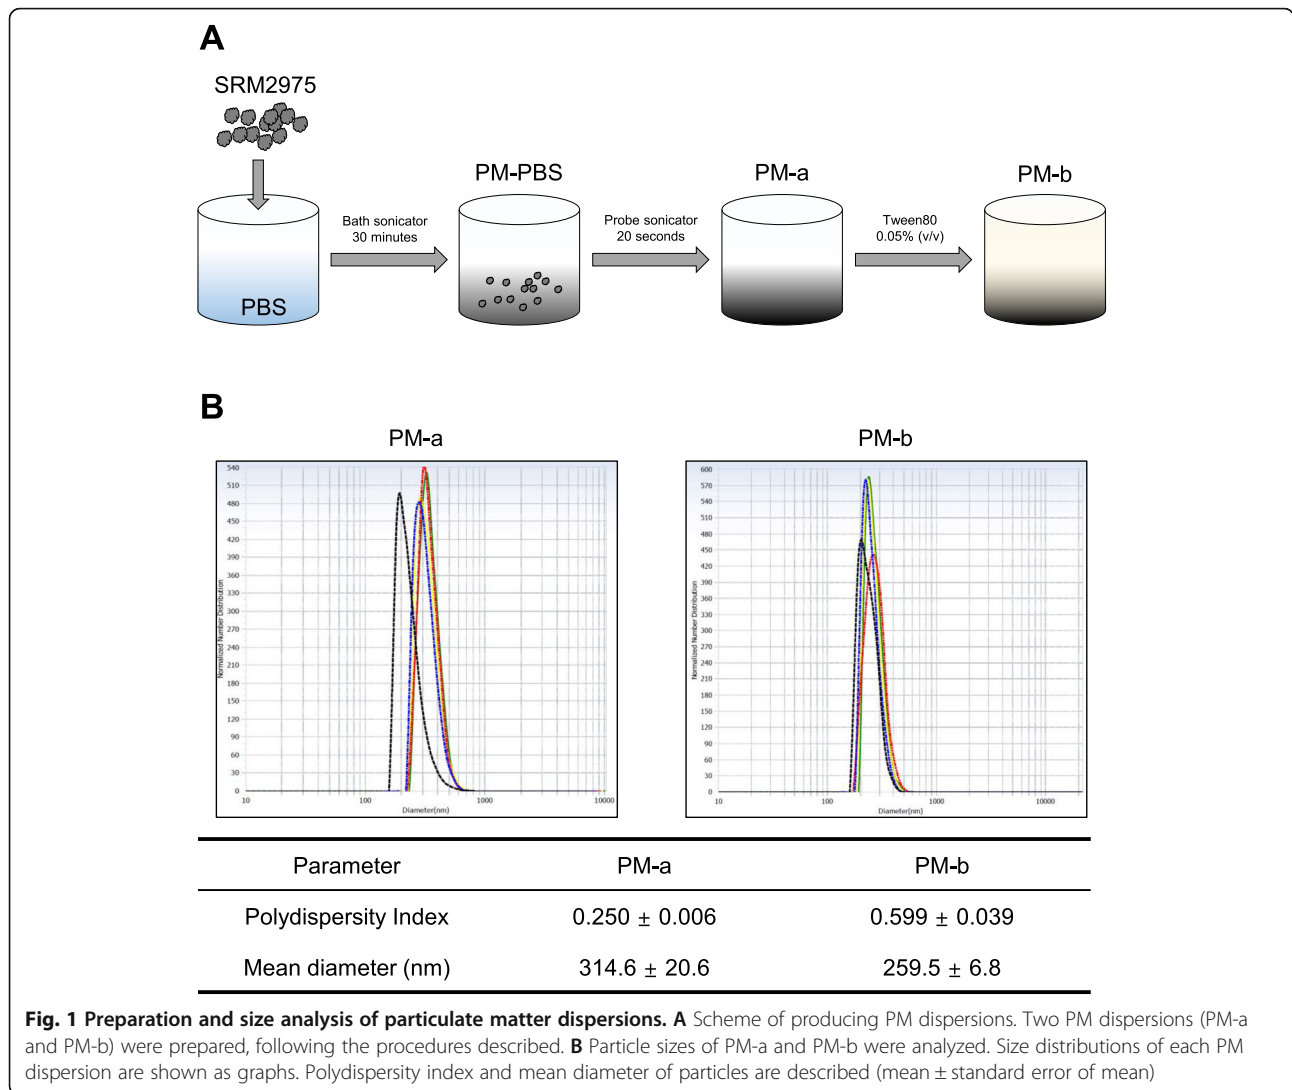 A
SRM2975
PBS
Bath sonicator
30 minutes
PM-PBS
Probe sonicator
20 seconds
PM-a
Tween80
0.05% (v/v)
PM-b
B
PM-a
540
510
480
450
420
390
360
330
300
270
240
210
180
150
120
90
60
30
0
Normalized Number Distribution
10 100 1000 10000
Diameter(nm)
PM-b
600
570
540
510
480
450
420
390
360
330
300
270
240
210
180
150
120
90
60
30
0
Normalized Number Distribution
10 100 1000 10000
Diameter(nm)
Parameter PM-a PM-b
Polydispersity Index 0.250 ± 0.006 0.599 ± 0.039
Mean diameter (nm) 314.6 ± 20.6 259.5 ± 6.8
Fig. 1 Preparation and size analysis of particulate matter dispersions. A Scheme of producing PM dispersions. Two PM dispersions (PM-a
and PM-b) were prepared, following the procedures described. B Particle sizes of PM-a and PM-b were analyzed. Size distributions of each PM
dispersion are shown as graphs. Polydispersity index and mean diameter of particles are described (mean ± standard error of mean)